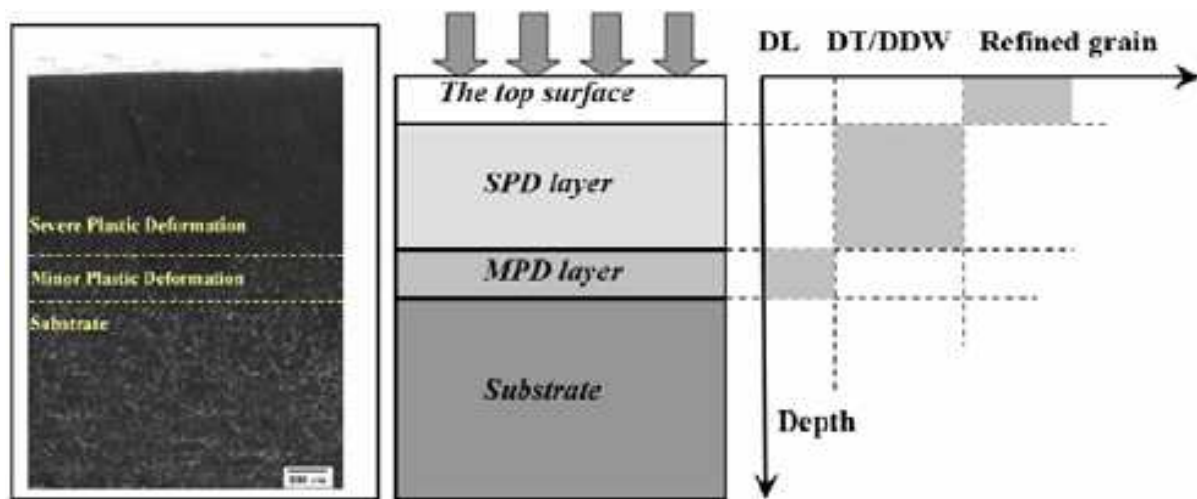 Severe Plastic Deformation
Minor Plastic Deformation
Substrate
The top surface
SPD layer
MPD layer
Substrate
DL DT/DDW Refined grain
Depth